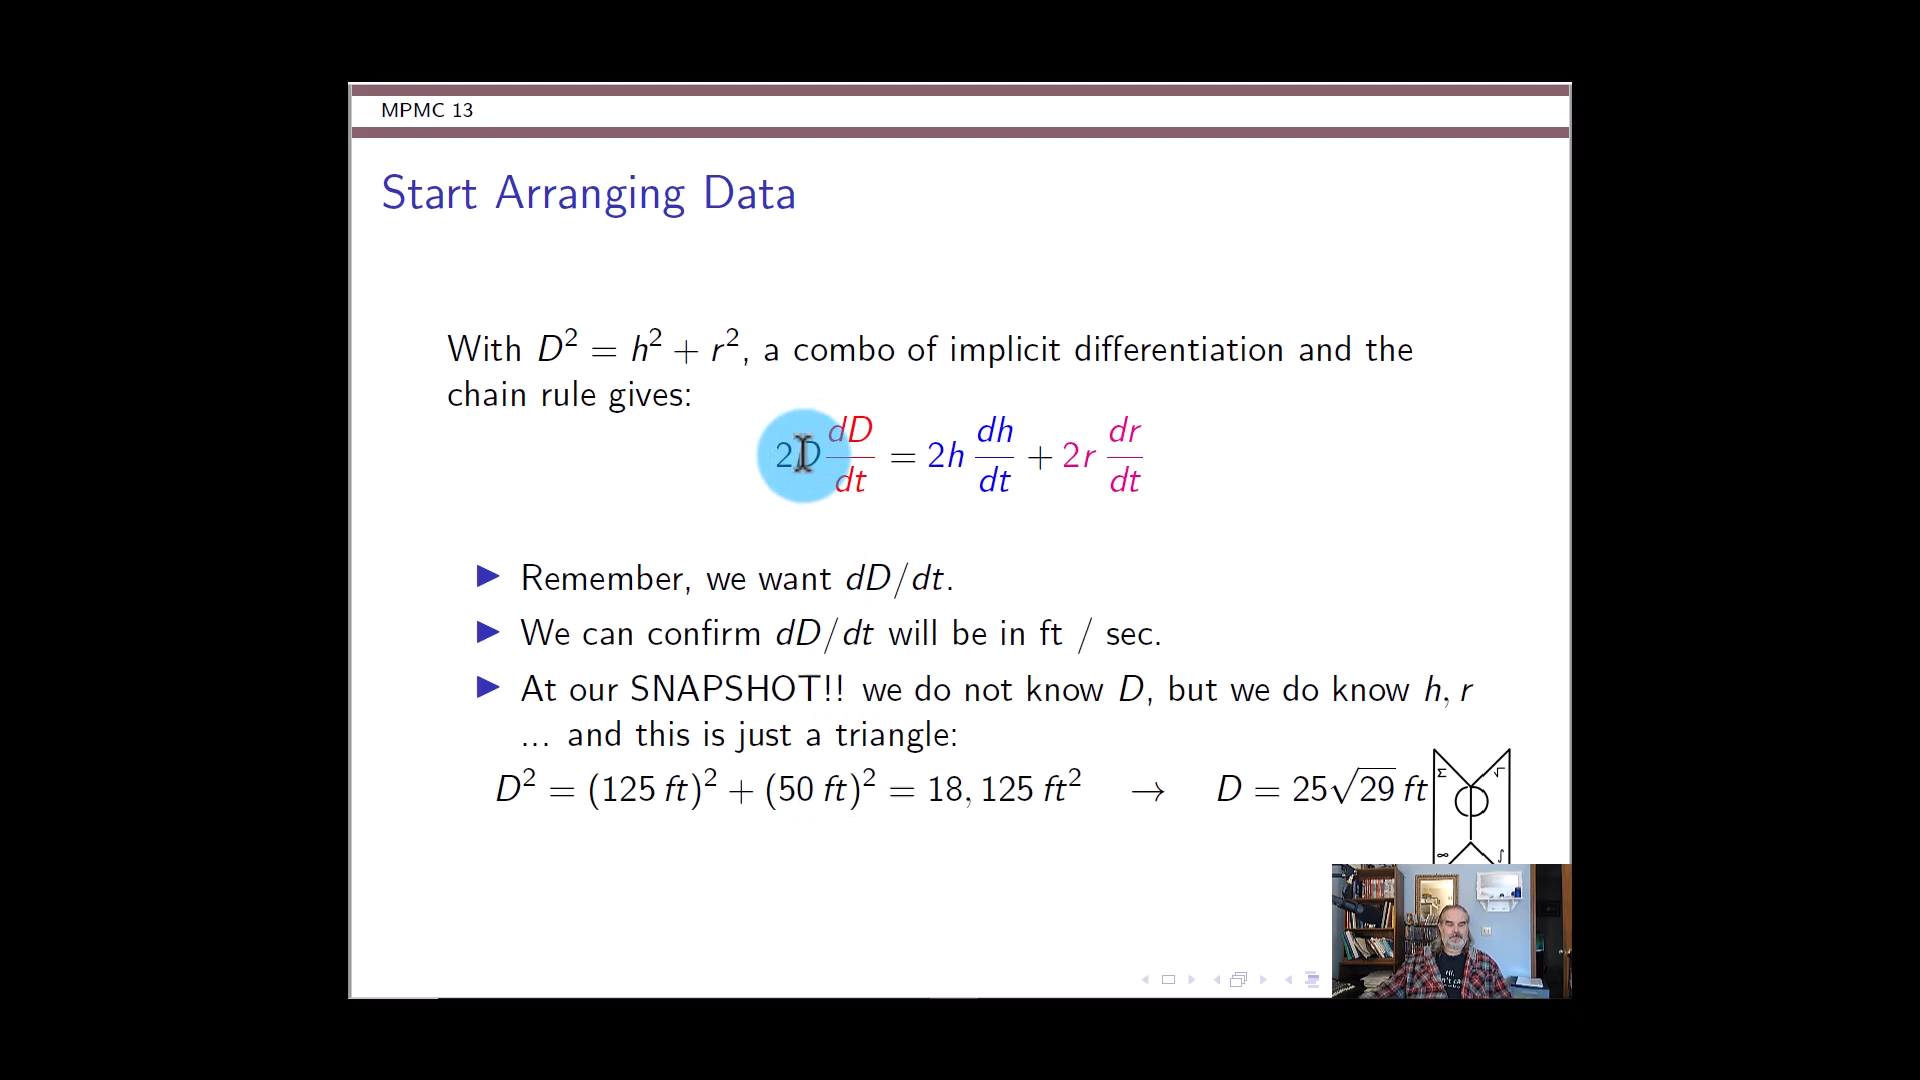 MPMC 13
Start Arranging Data
With D² = h² + r², a combo of implicit differentiation and the
chain rule gives:
2D dD/dt = 2h dh/dt + 2r dr/dt
▶ Remember, we want dD/dt.
▶ We can confirm dD/dt will be in ft / sec.
▶ At our SNAPSHOT!! we do not know D, but we do know h, r
... and this is just a triangle:
D² = (125 ft)² + (50 ft)² = 18, 125 ft² → D = 25√29 ft
Σ √
∞ ∫